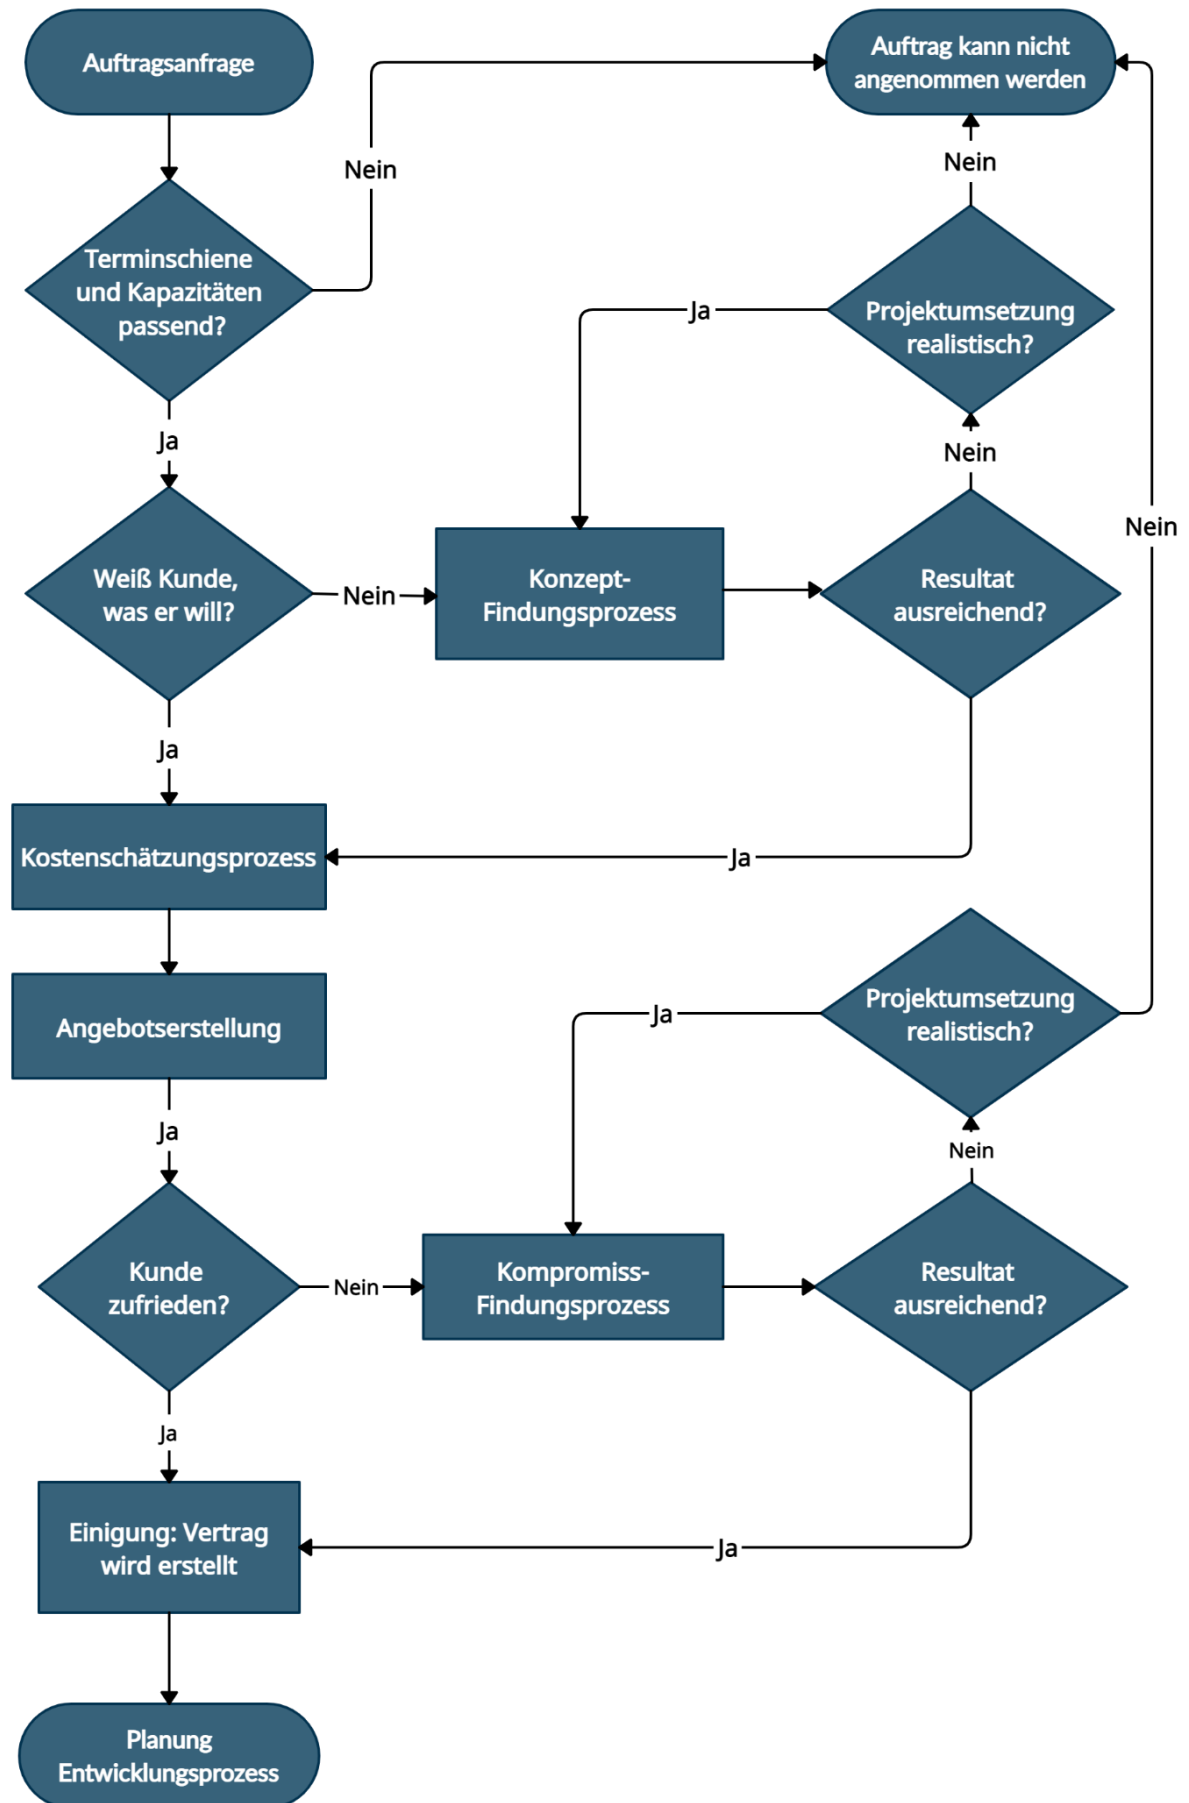 Auftragsanfrage
Auftrag kann nicht
angenommen werden
Nein
Nein
Terminschiene
und Kapazitäten
passend?
Ja
Projektumsetzung
realistisch?
Ja
Nein
Nein
Weiß Kunde,
was er will?
Nein
Konzept-
Findungsprozess
Resultat
ausreichend?
Ja
Kostenschätzungsprozess
Ja
Angebotserstellung
Projektumsetzung
realistisch?
Ja
Ja
Nein
Kunde
zufrieden?
Nein
Kompromiss-
Findungsprozess
Resultat
ausreichend?
Ja
Einigung: Vertrag
wird erstellt
Ja
Planung
Entwicklungsprozess